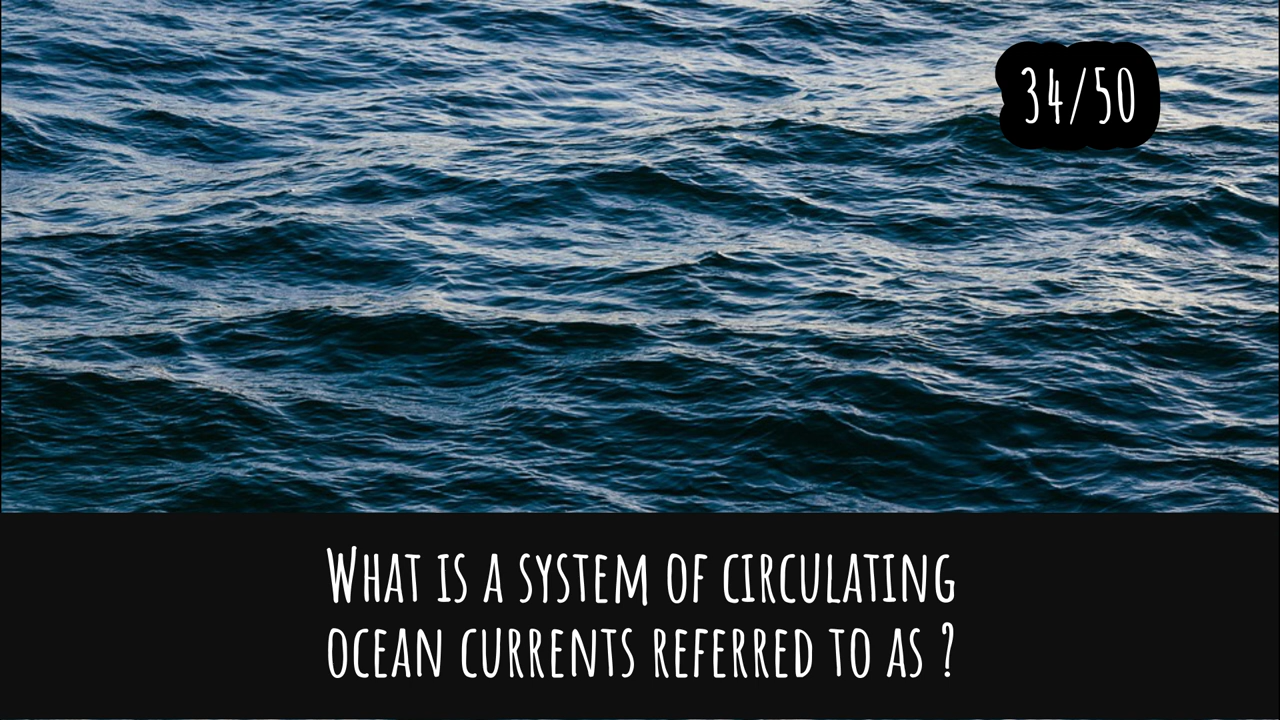 34/50
What is a system of circulating
ocean currents referred to as ?